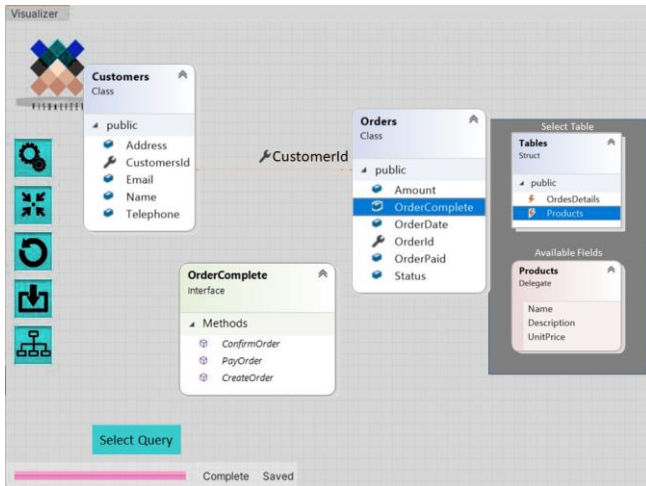 Visualizer
VISUALIZER
Customers
Class
public
Address
CustomersId
Email
Name
Telephone
CustomerId
Orders
Class
public
Amount
OrderComplete
OrderDate
OrderId
OrderPaid
Status
Select Table
Tables
Struct
public
OrdesDetails
Products
Available Fields
Products
Delegate
Name
Description
UnitPrice
OrderComplete
Interface
Methods
ConfirmOrder
PayOrder
CreateOrder
Select Query
Complete Saved